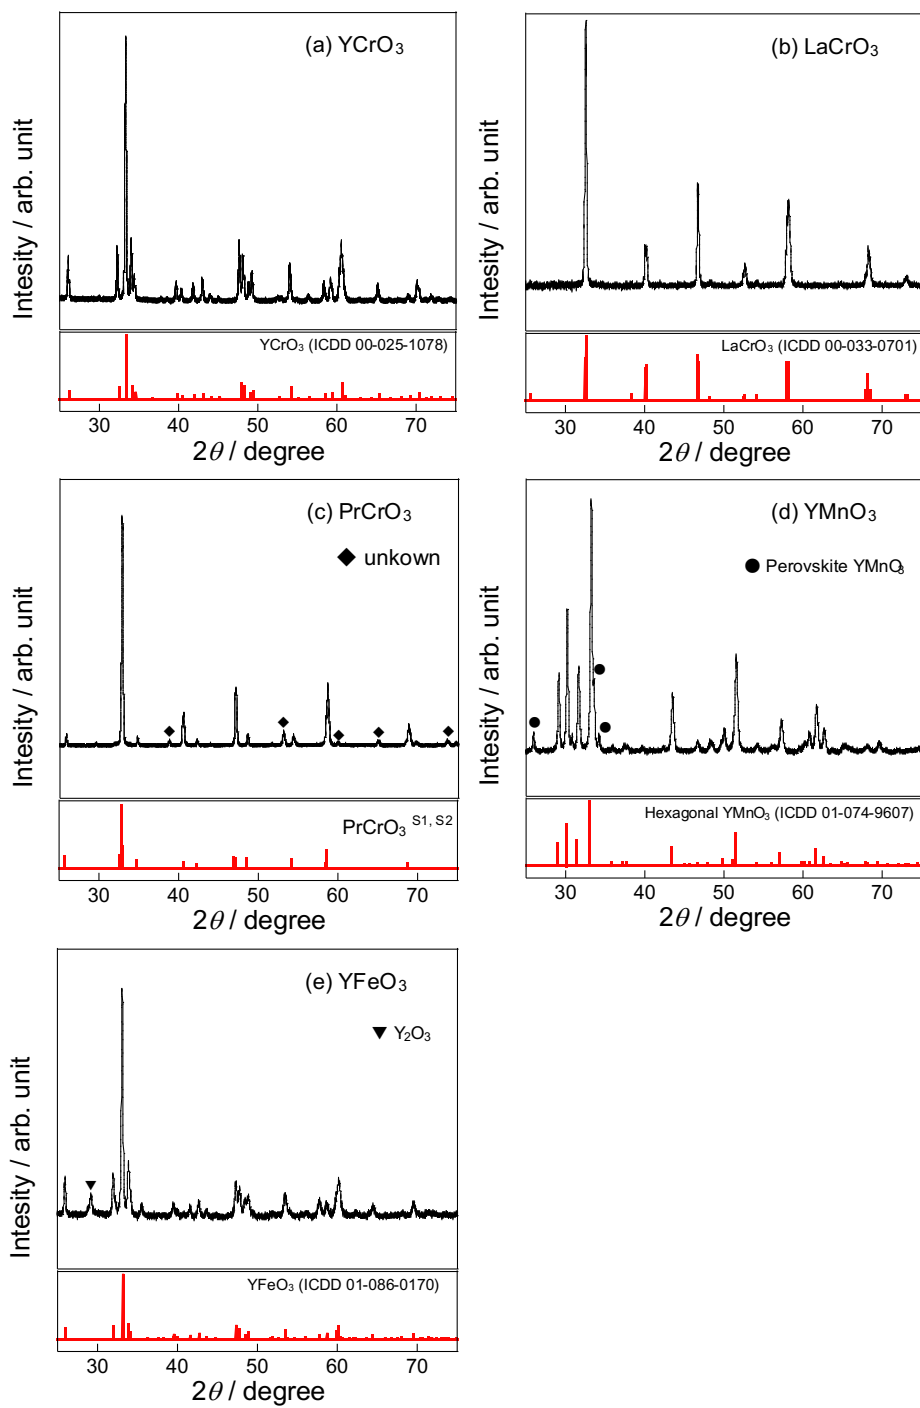 (a) YCrO₃
Intesity / arb. unit
YCrO₃ (ICDD 00-025-1078)
30 40 50 60 70
2θ / degree
(b) LaCrO₃
Intesity / arb. unit
LaCrO₃ (ICDD 00-033-0701)
30 40 50 60 70
2θ / degree
(c) PrCrO₃
◆ unkown
Intesity / arb. unit
PrCrO₃ S1, S2
30 40 50 60 70
2θ / degree
(d) YMnO₃
● Perovskite YMnO₃
Intesity / arb. unit
Hexagonal YMnO₃ (ICDD 01-074-9607)
30 40 50 60 70
2θ / degree
(e) YFeO₃
▼ Y₂O₃
Intesity / arb. unit
YFeO₃ (ICDD 01-086-0170)
30 40 50 60 70
2θ / degree